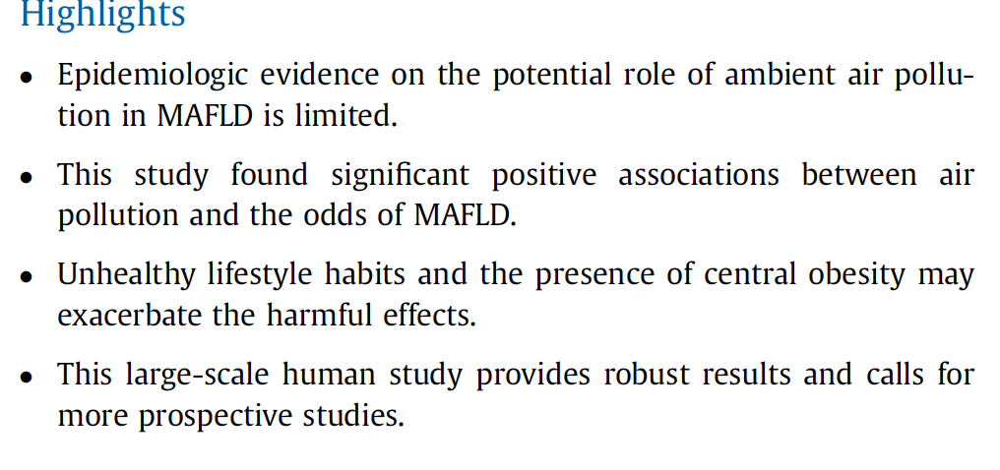 Highlights
• Epidemiologic evidence on the potential role of ambient air pollu-
tion in MAFLD is limited.
• This study found significant positive associations between air
pollution and the odds of MAFLD.
• Unhealthy lifestyle habits and the presence of central obesity may
exacerbate the harmful effects.
• This large-scale human study provides robust results and calls for
more prospective studies.